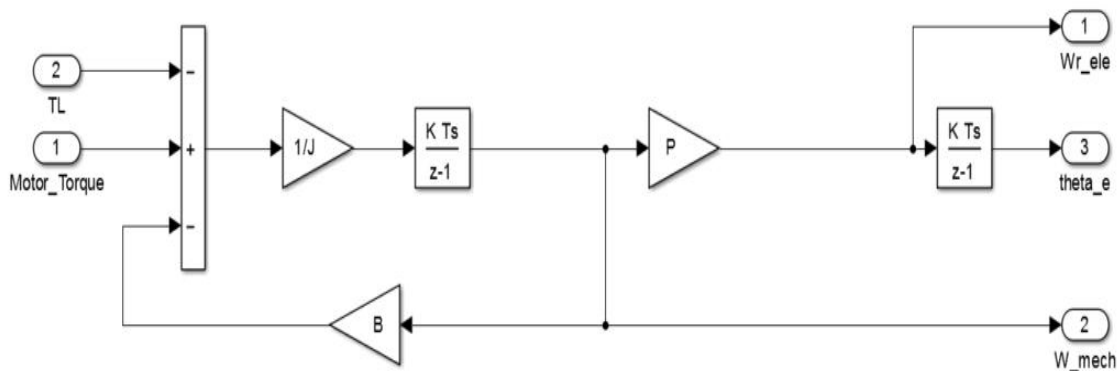 1
Wr_ele
2
TL
−
1
Motor_Torque
+
1/J
K Ts
z-1
P
K Ts
z-1
3
theta_e
−
B
2
W_mech